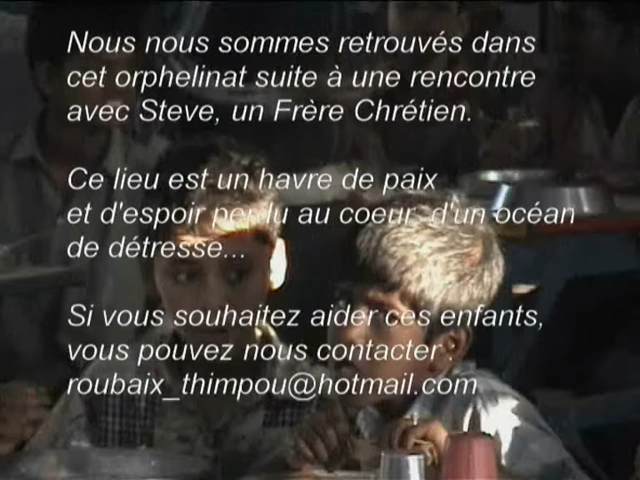 Nous nous sommes retrouvés dans
cet orphelinat suite à une rencontre
avec Steve, un Frère Chrétien.
Ce lieu est un havre de paix
et d'espoir perdu au coeur d'un océan
de détresse...
Si vous souhaitez aider ces enfants,
vous pouvez nous contacter :
roubaix_thimpou@hotmail.com